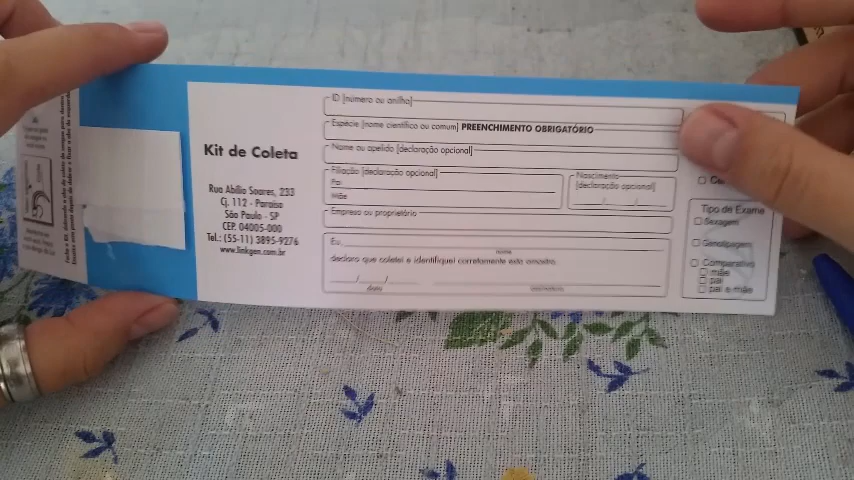 Kit de Coleta
Rua Abílio Soares, 233
Cj. 112 - Paraíso
São Paulo - SP
CEP. 04005-000
Tel.: (55-11) 3895-9276
www.linkgen.com.br
ID [número ou anilha]
Espécie [nome científico ou comum] PREENCHIMENTO OBRIGATÓRIO
Nome ou apelido [declaração opcional]
Filiação [declaração opcional]
Pai
Mãe
Nascimento
[declaração opcional]
Empresa ou proprietário
Eu,
nome
declaro que coletei e identifiquei corretamente esta amostra.
data
assinatura
Tipo de Exame
Sexagem
Genotipagem
Comparativo
mãe
pai
pai e mãe